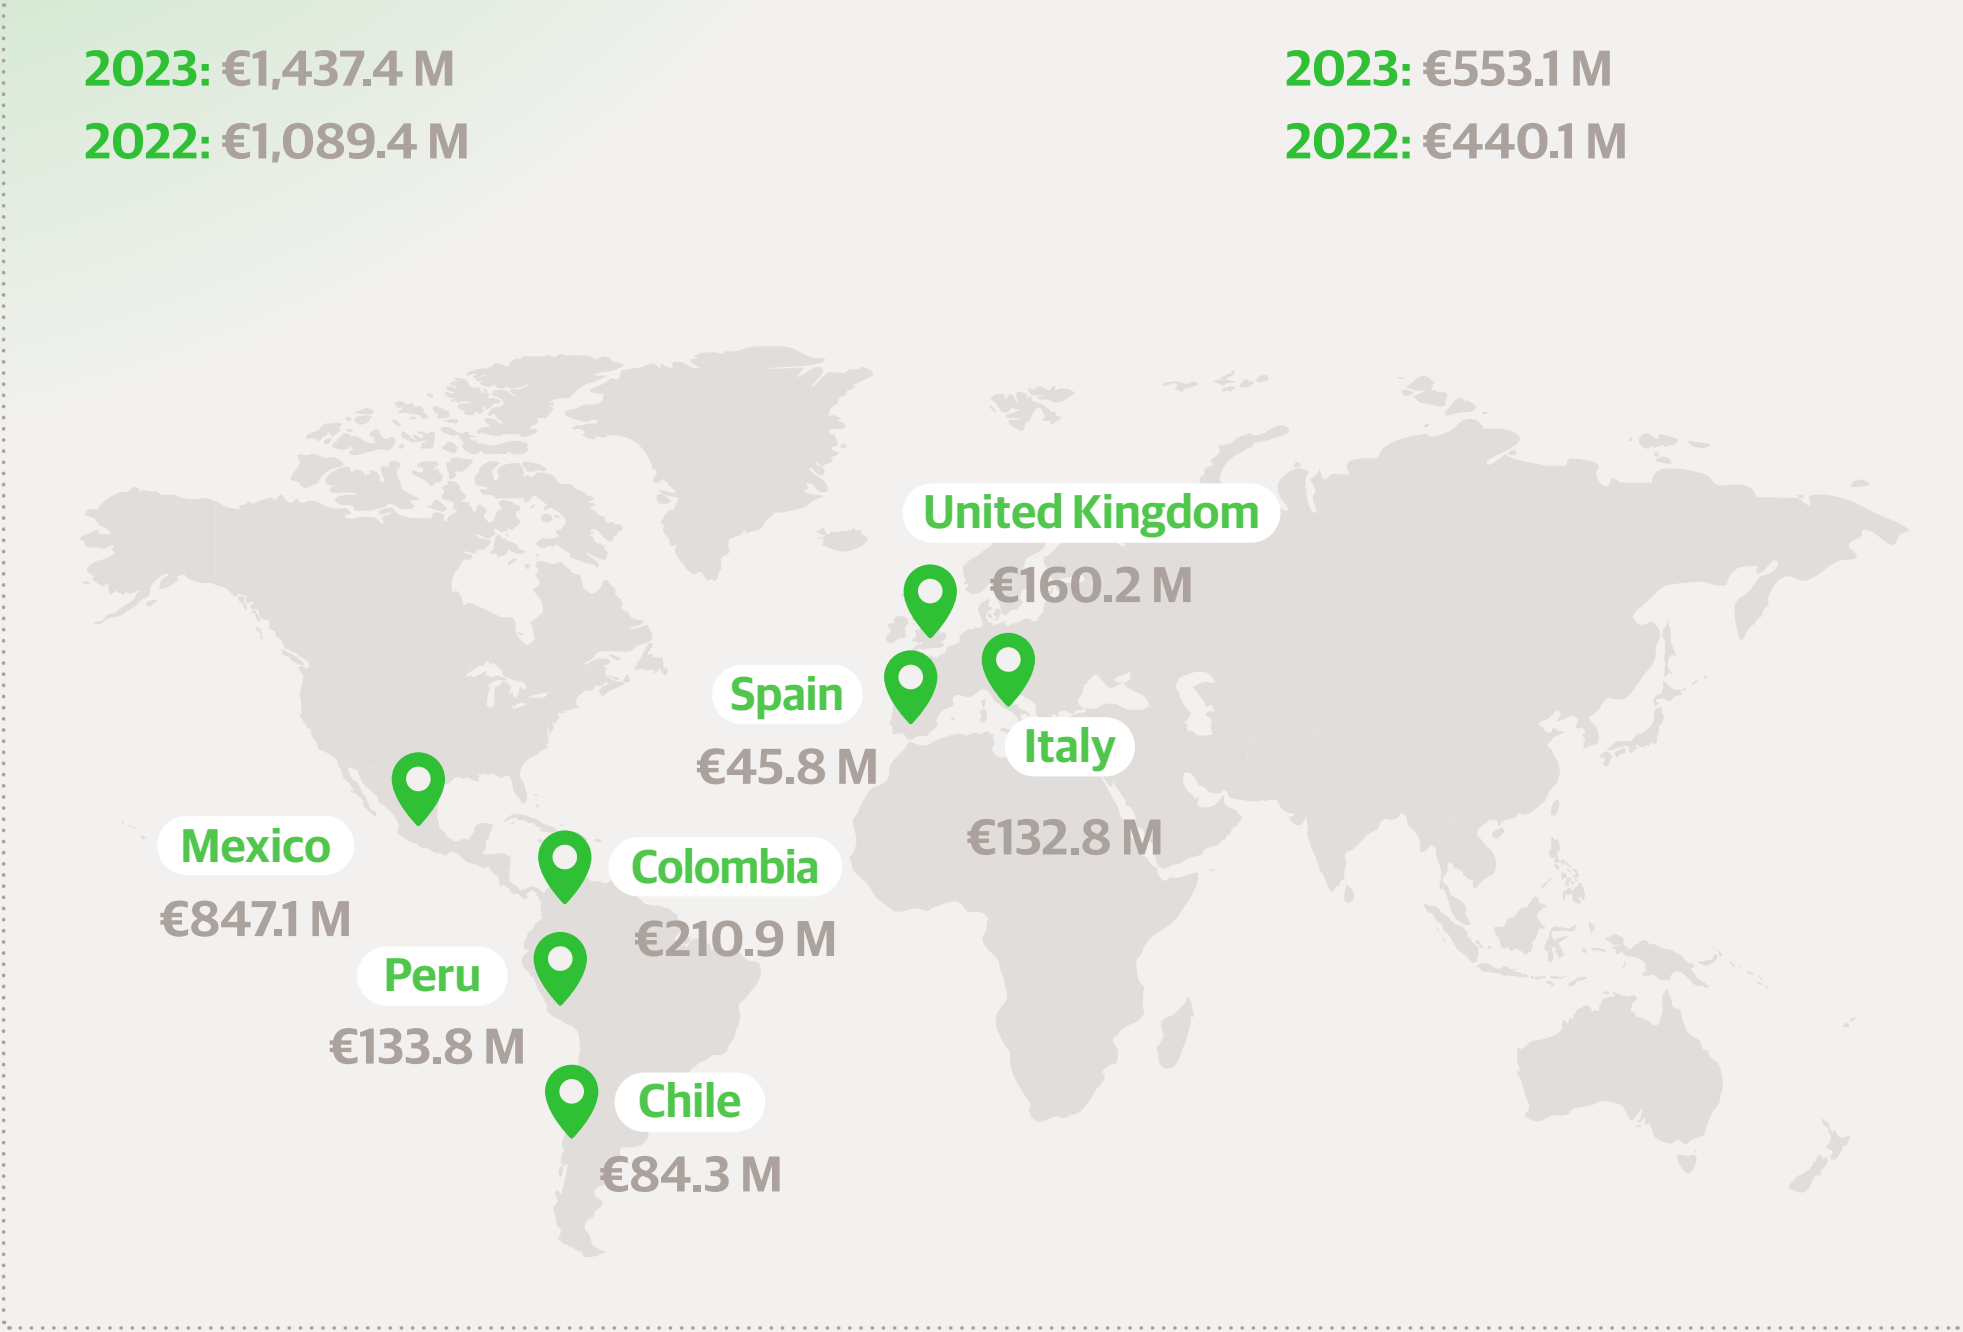 2023: €1,437.4 M
2022: €1,089.4 M
2023: €553.1 M
2022: €440.1 M
United Kingdom
€160.2 M
Spain
€45.8 M
Italy
€132.8 M
Mexico
€847.1 M
Colombia
€210.9 M
Peru
€133.8 M
Chile
€84.3 M